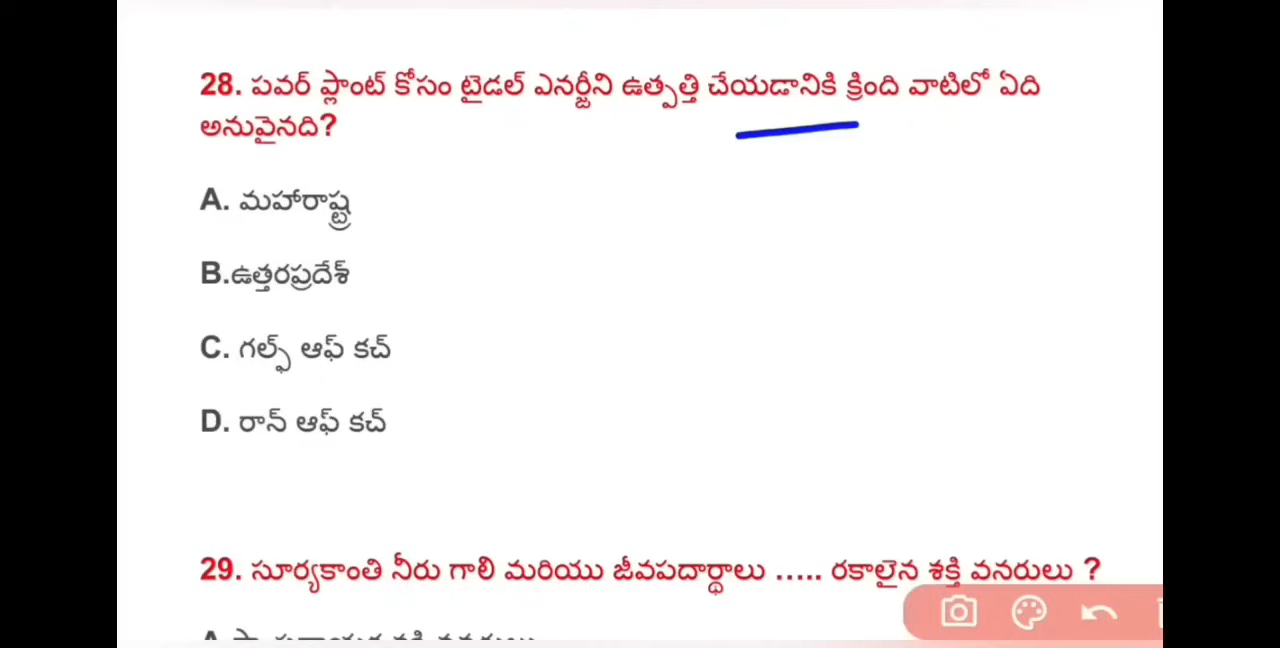 28. పవర్ ప్లాంట్ కోసం టైడల్ ఎనర్జీని ఉత్పత్తి చేయడానికి క్రింది వాటిలో ఏది
అనువైనది?
A. మహారాష్ట్ర
B.ఉత్తరప్రదేశ్
C. గల్ఫ్ ఆఫ్ కచ్
D. రాన్ ఆఫ్ కచ్
29. సూర్యకాంతి నీరు గాలి మరియు జీవపదార్థాలు ..... రకాలైన శక్తి వనరులు ?